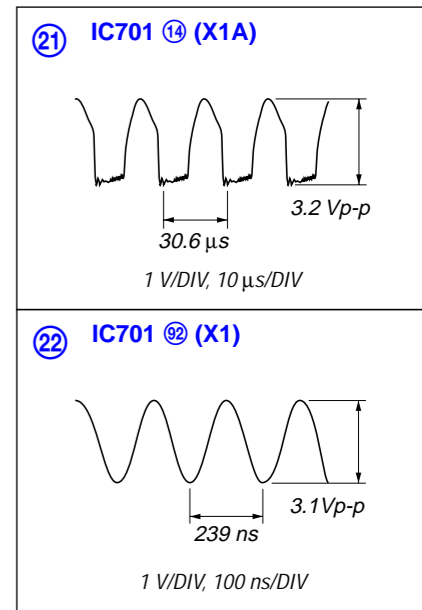 ㉑ IC701 ⑭ (X1A)
3.2 Vp-p
30.6 µs
1 V/DIV, 10 µs/DIV
㉒ IC701 ㉜ (X1)
3.1Vp-p
239 ns
1 V/DIV, 100 ns/DIV